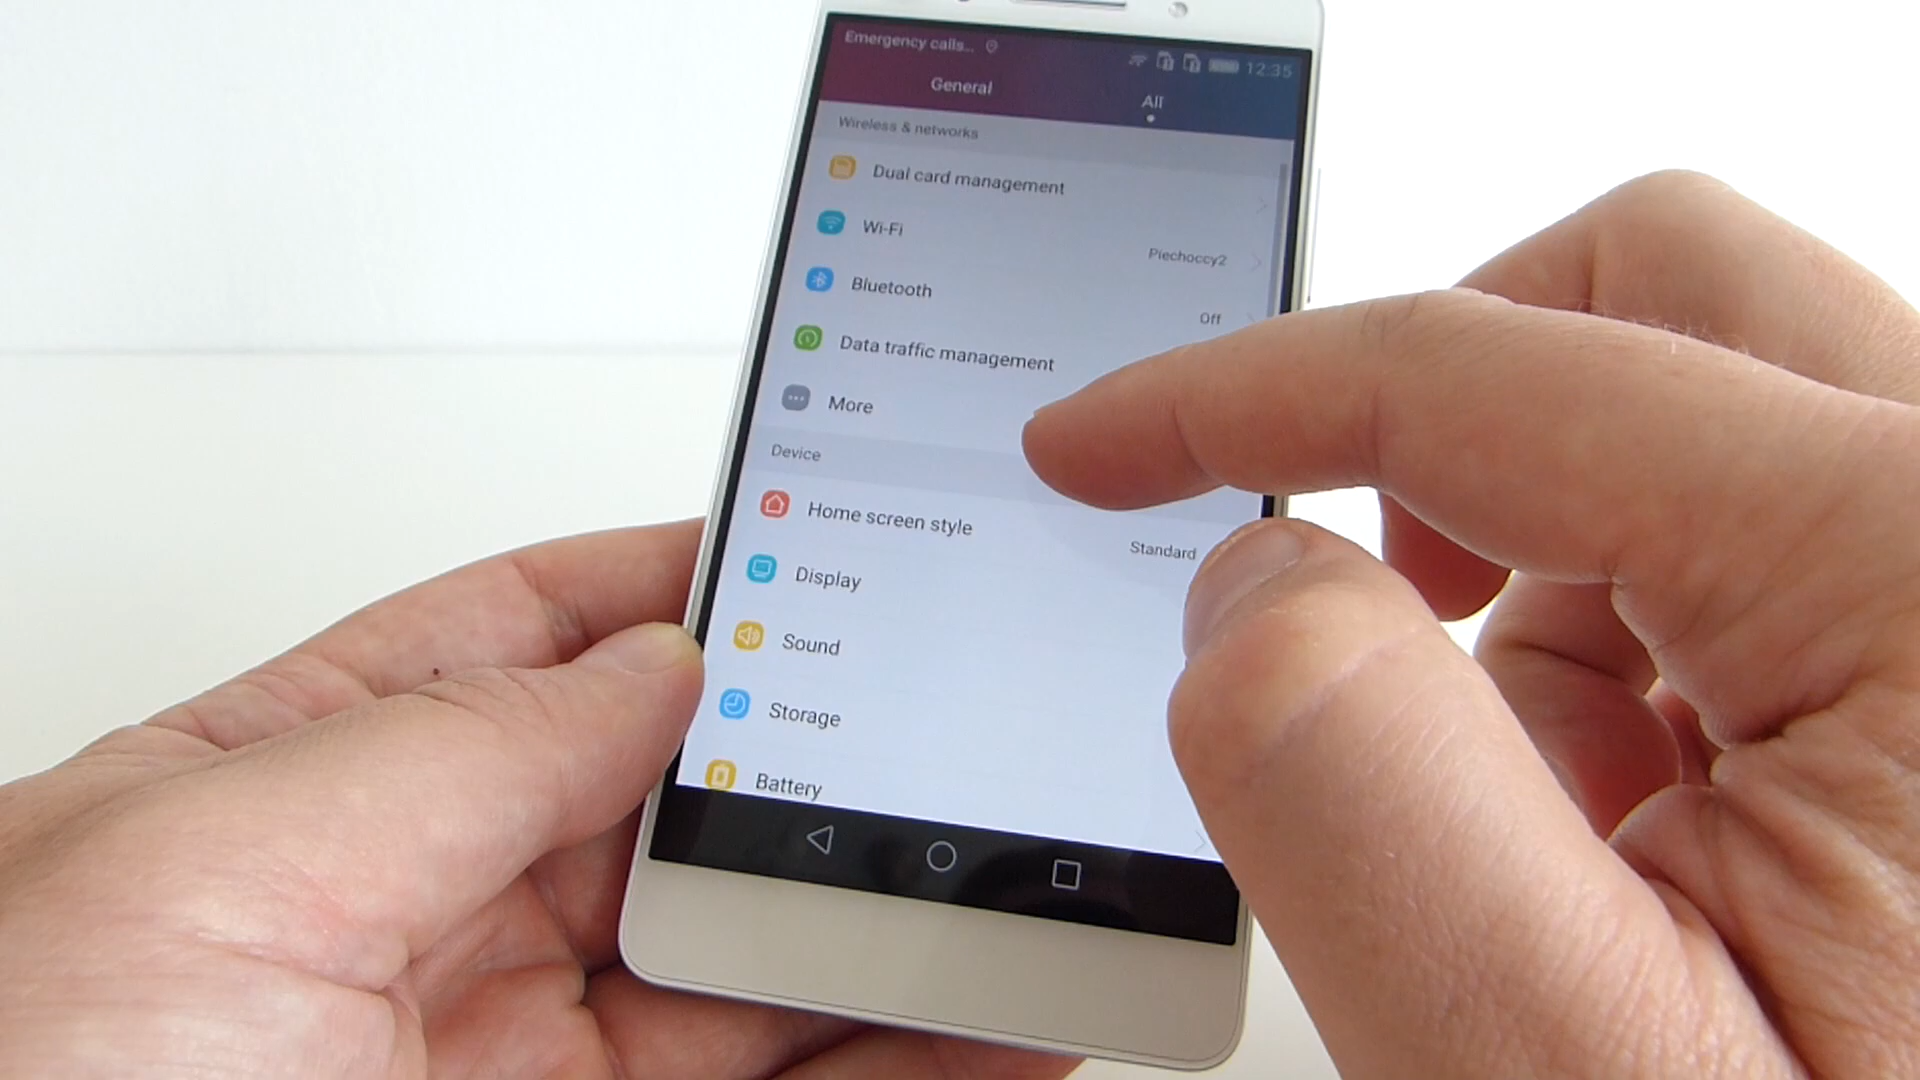 Emergency calls...
12:35
General
All
Wireless & networks
Dual card management
Wi-Fi
Piechoccy2
Bluetooth
Off
Data traffic management
More
Device
Home screen style
Standard
Display
Sound
Storage
Battery